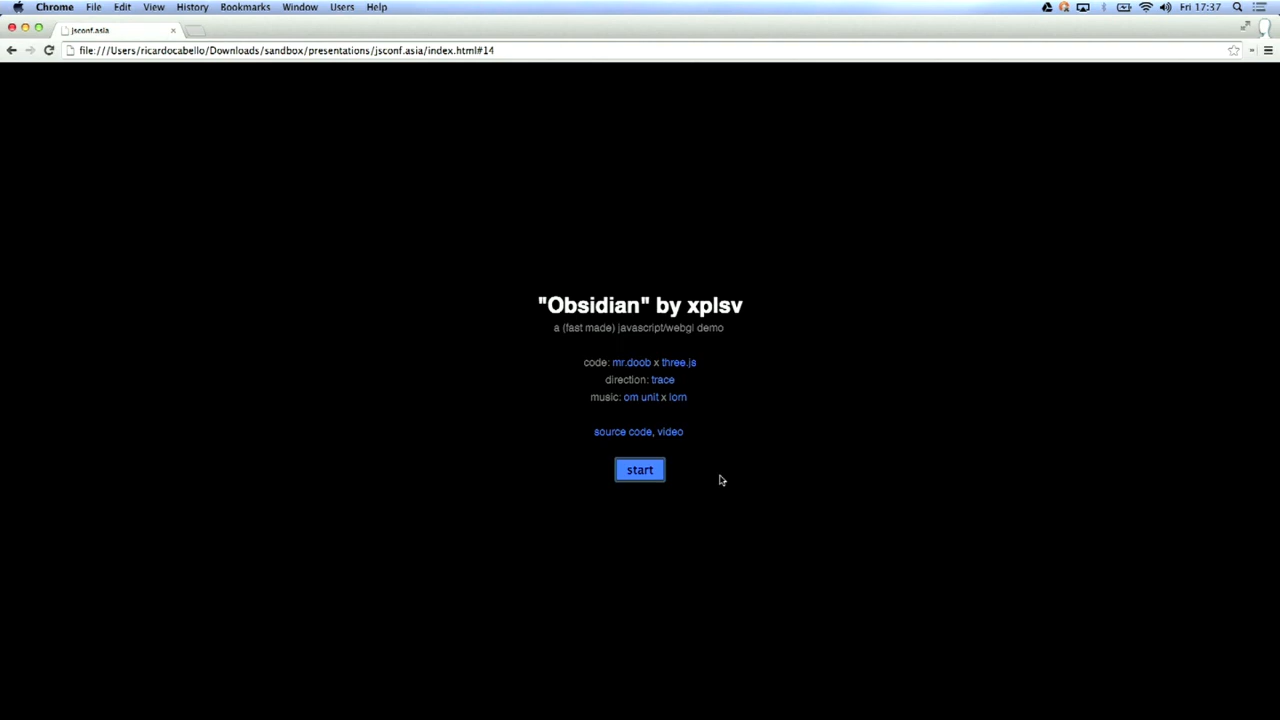 Chrome File Edit View History Bookmarks Window Users Help Fri 17:37
jsconf.asia
file:///Users/ricardocabello/Downloads/sandbox/presentations/jsconf.asia/index.html#14
"Obsidian" by xplsv
a (fast made) javascript/webgl demo
code: mr.doob x three.js
direction: trace
music: om unit x lorn
source code, video
start